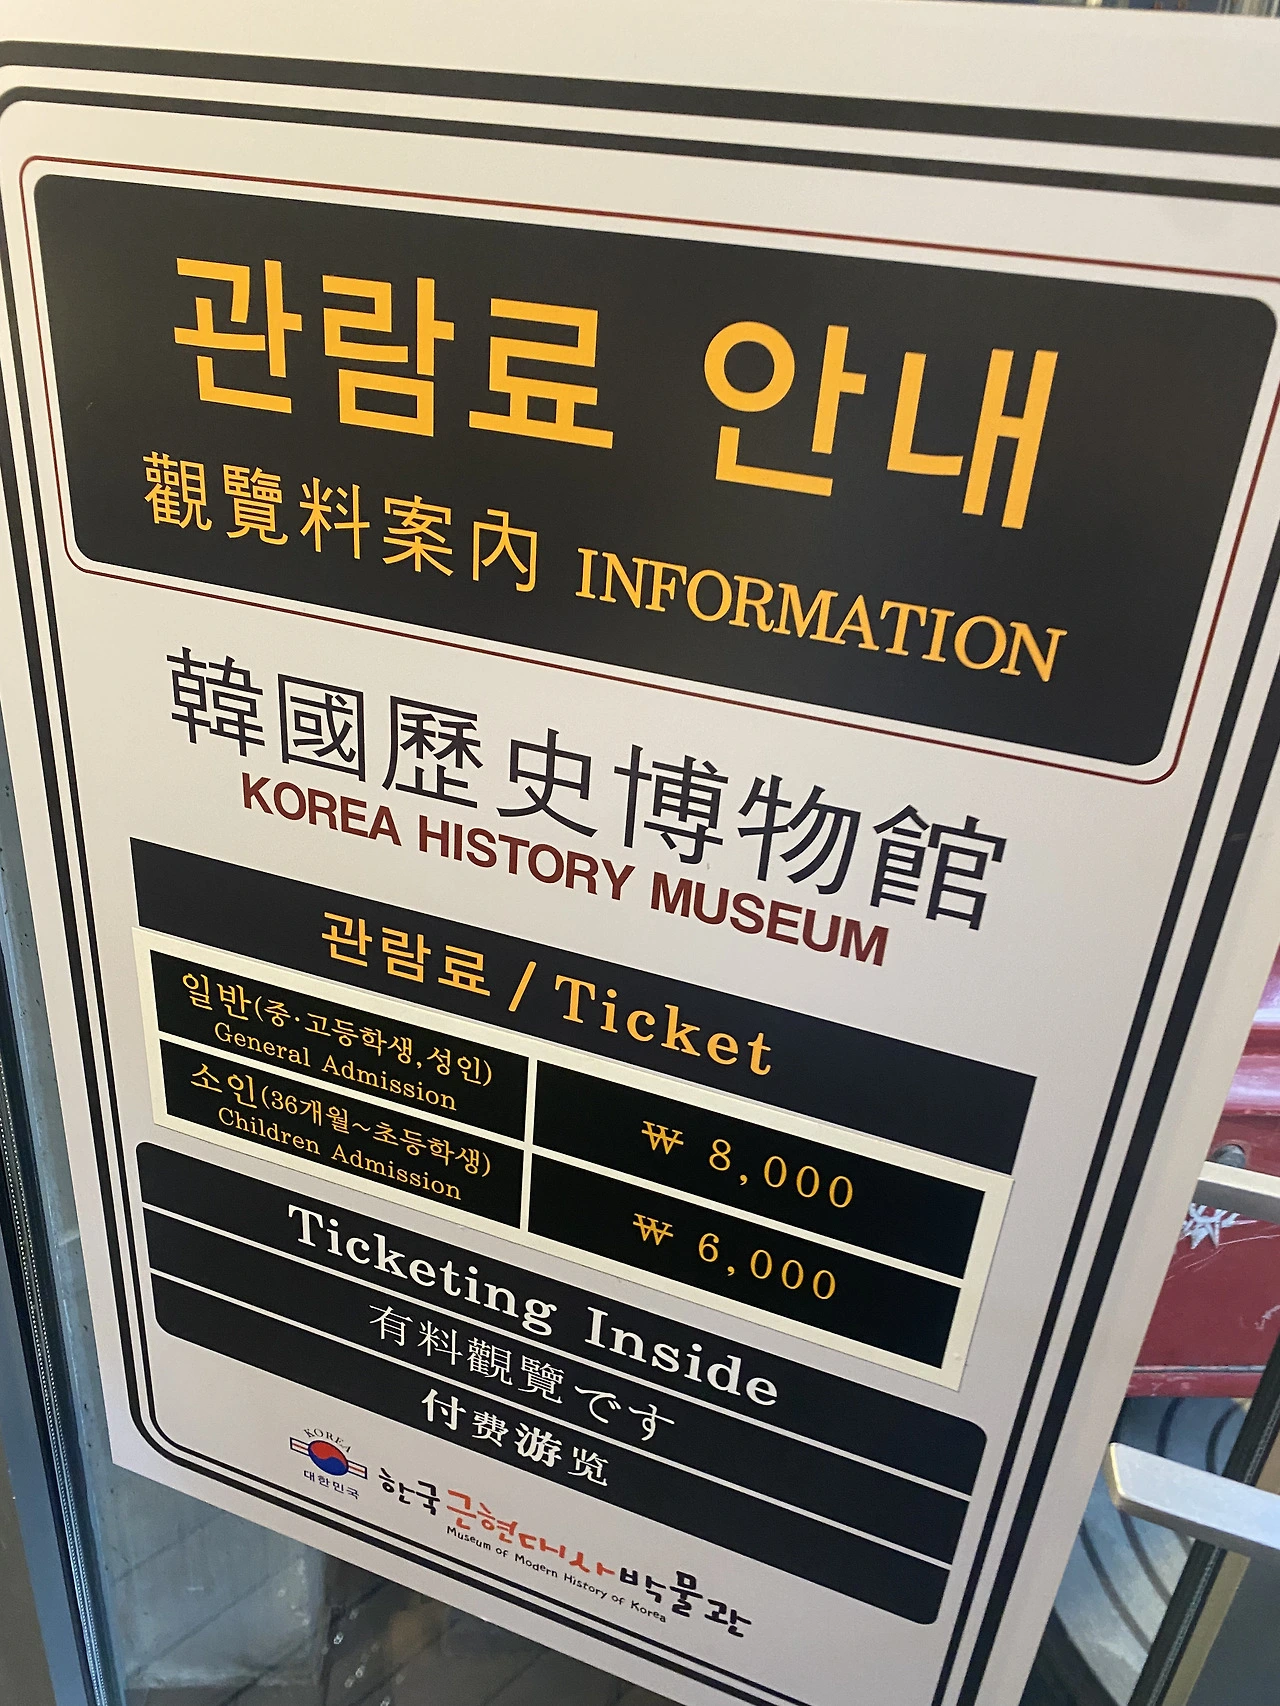 관람료 안내
觀覽料案內 INFORMATION
韓國歷史博物館
KOREA HISTORY MUSEUM
관람료 / Ticket
일반(중·고등학생,성인)
General Admission
₩ 8,000
소인(36개월~초등학생)
Children Admission
₩ 6,000
Ticketing Inside
有料觀覽です
付费游览
KOREA
대한민국
한국근현대사박물관
Museum of Modern History of Korea